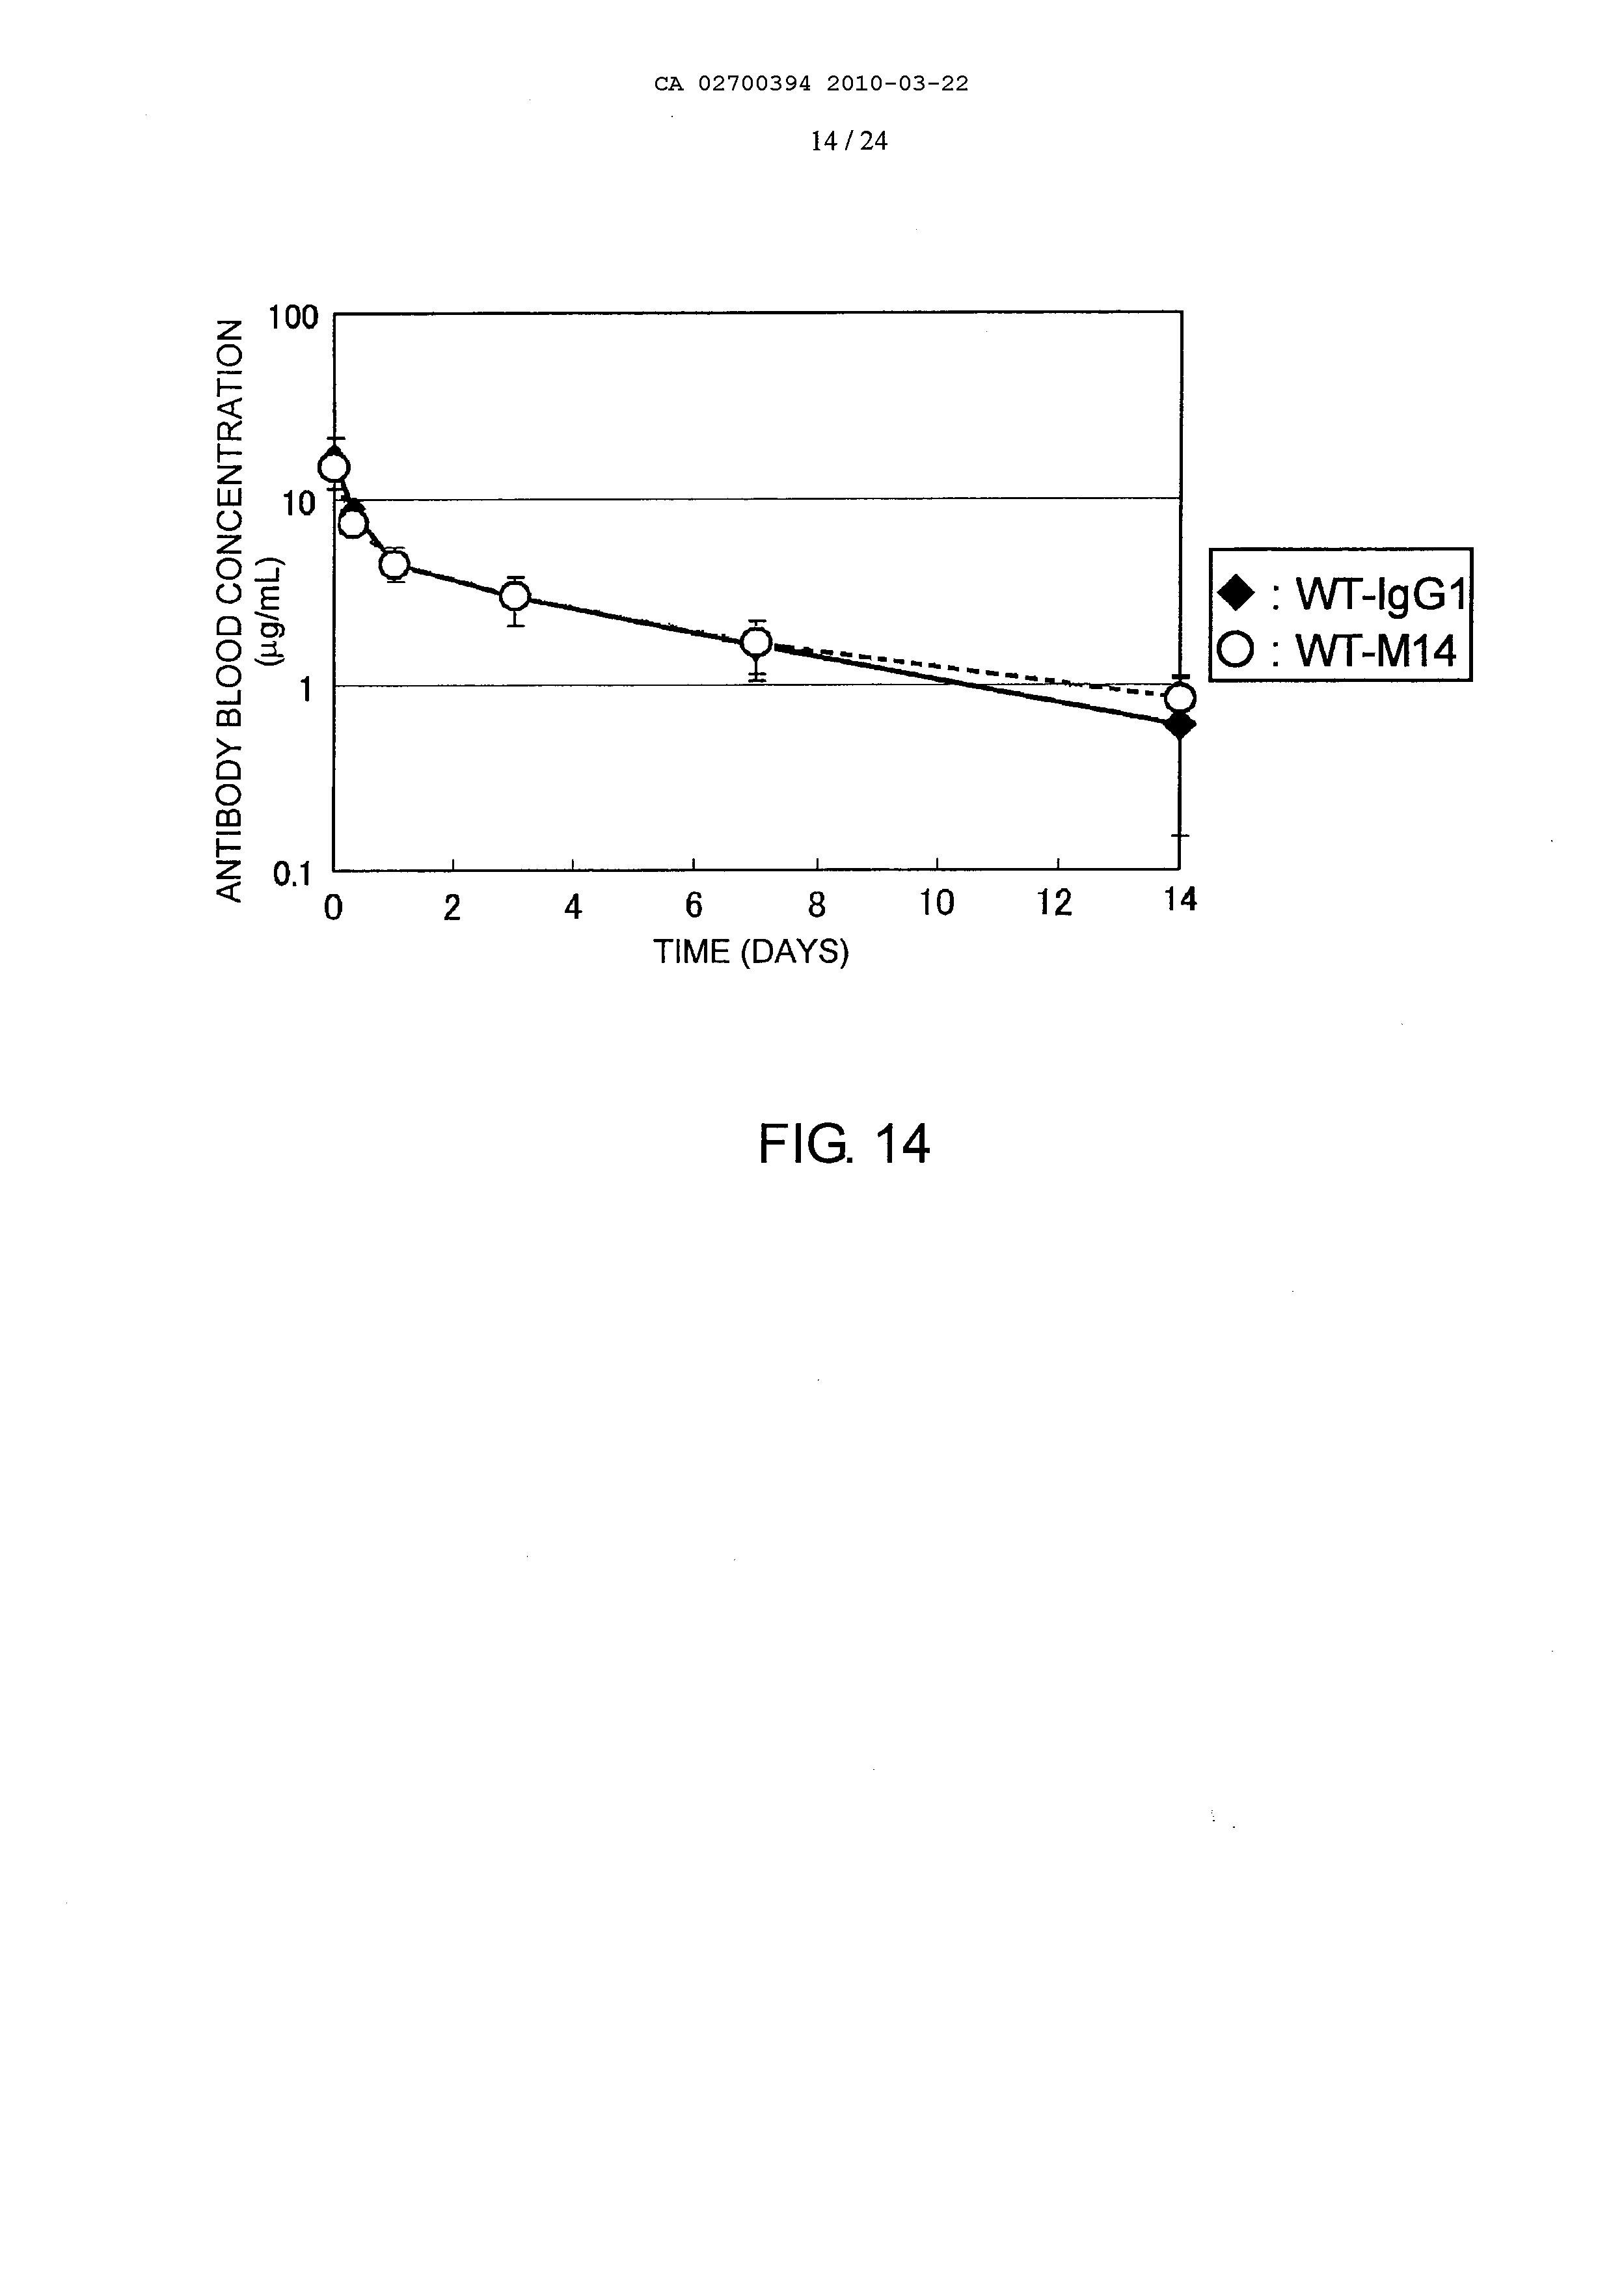 CA 02700394 2010-03-22
14 / 24
ANTIBODY BLOOD CONCENTRATION
(μg/mL)
100
10
1
0.1
0 2 4 6 8 10 12 14
TIME (DAYS)
◆ : WT-IgG1
○ : WT-M14
FIG. 14